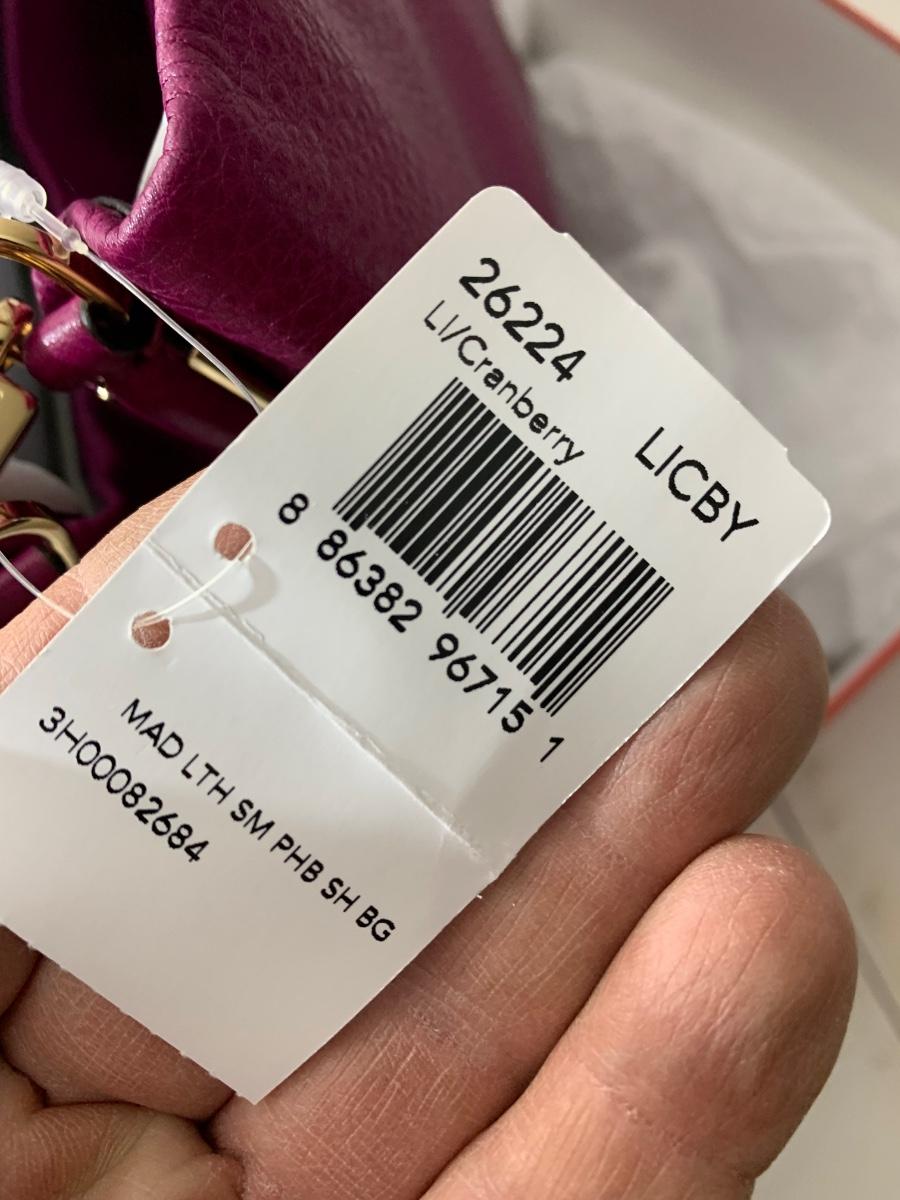 26224
LI/Cranberry
LICBY
8 86382 96715 1
MAD LTH SM PHB SH BG
3H00082684